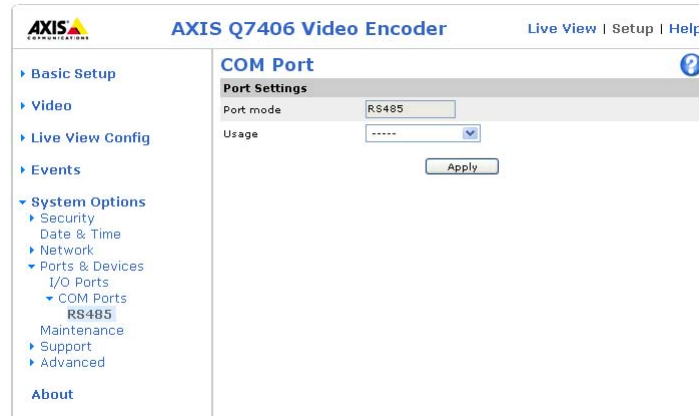 AXIS
COMMUNICATIONS
AXIS Q7406 Video Encoder
Live View | Setup | Help
Basic Setup
Video
Live View Config
Events
System Options
Security
Date & Time
Network
Ports & Devices
I/O Ports
COM Ports
RS485
Maintenance
Support
Advanced
About
COM Port
?
Port Settings
Port mode RS485
Usage -----
Apply